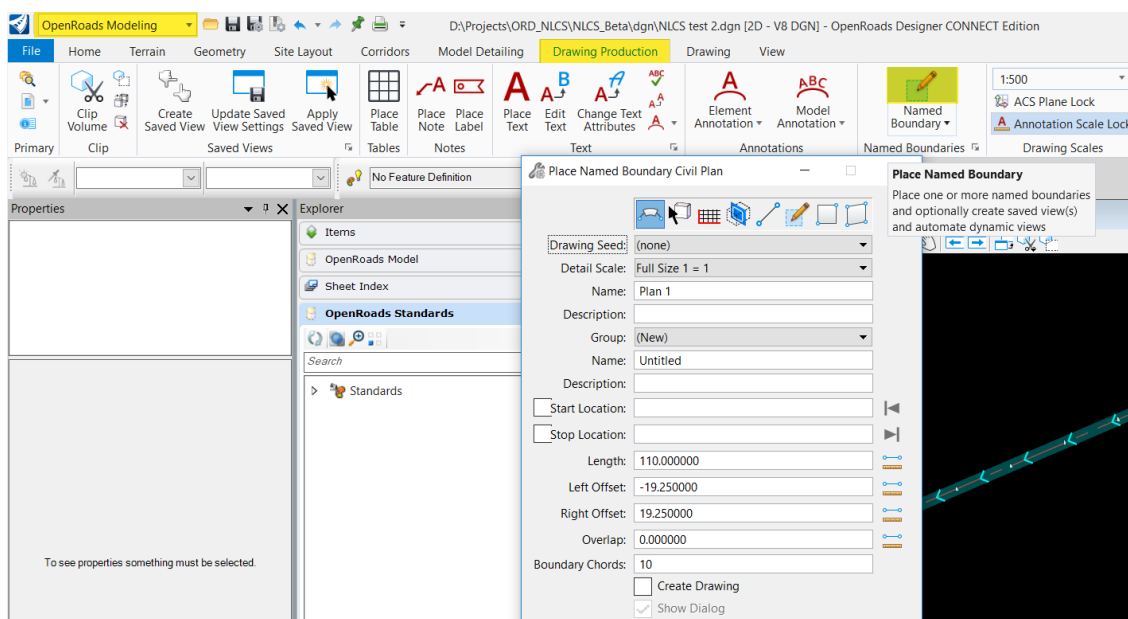 OpenRoads Modeling
D:\Projects\ORD_NLCS\NLCS_Beta\dgn\NLCS test 2.dgn [2D - V8 DGN] - OpenRoads Designer CONNECT Edition
File Home Terrain Geometry Site Layout Corridors Model Detailing Drawing Production Drawing View
Clip Volume
Create Saved View
Update Saved View Settings
Apply Saved View
Place Table
Place Note
Place Label
Place Text
Edit Text
Change Text Attributes
ABC
Element Annotation
Model Annotation
Named Boundary
1:500
ACS Plane Lock
Annotation Scale Lock
Primary Clip Saved Views Tables Notes Text Annotations Named Boundaries Drawing Scales
No Feature Definition
Place Named Boundary Civil Plan
Place Named Boundary
Place one or more named boundaries
and optionally create saved view(s)
and automate dynamic views
Properties
To see properties something must be selected.
Explorer
Items
OpenRoads Model
Sheet Index
OpenRoads Standards
Search
Standards
Drawing Seed: (none)
Detail Scale: Full Size 1 = 1
Name: Plan 1
Description:
Group: (New)
Name: Untitled
Description:
Start Location:
Stop Location:
Length: 110.000000
Left Offset: -19.250000
Right Offset: 19.250000
Overlap: 0.000000
Boundary Chords: 10
Create Drawing
Show Dialog